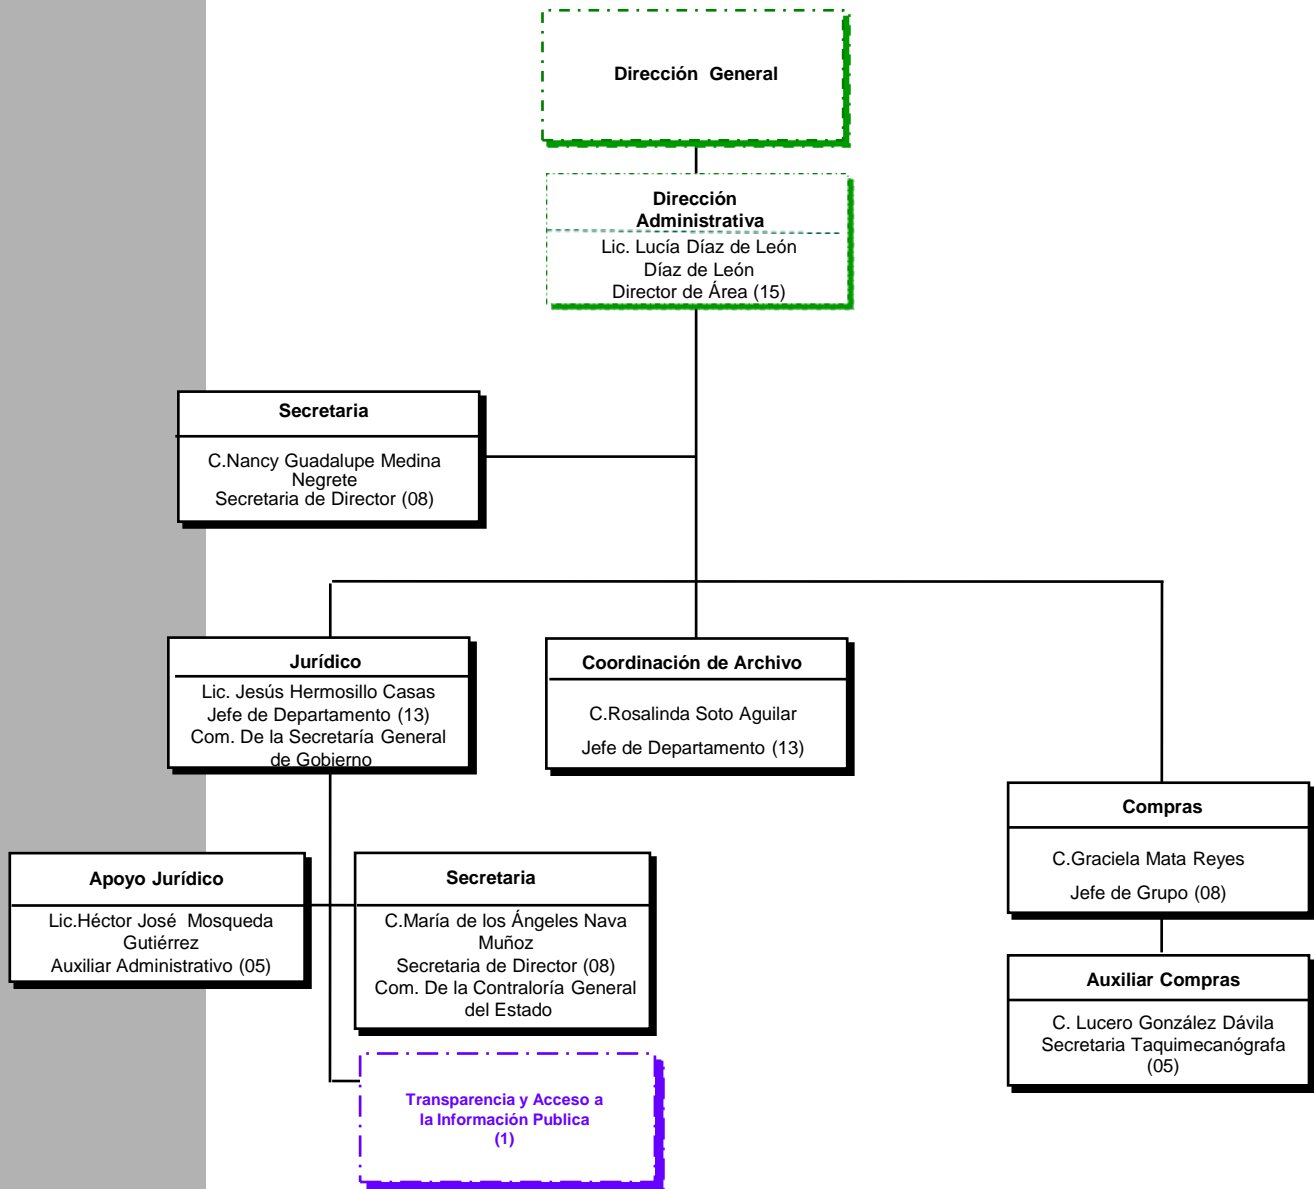 Dirección General
Dirección
Administrativa
Lic. Lucía Díaz de León
Díaz de León
Director de Área (15)
Secretaria
C.Nancy Guadalupe Medina
Negrete
Secretaria de Director (08)
Jurídico
Lic. Jesús Hermosillo Casas
Jefe de Departamento (13)
Com. De la Secretaría General
de Gobierno
Coordinación de Archivo
C.Rosalinda Soto Aguilar
Jefe de Departamento (13)
Compras
C.Graciela Mata Reyes
Jefe de Grupo (08)
Apoyo Jurídico
Lic.Héctor José Mosqueda
Gutiérrez
Auxiliar Administrativo (05)
Secretaria
C.María de los Ángeles Nava
Muñoz
Secretaria de Director (08)
Com. De la Contraloría General
del Estado
Auxiliar Compras
C. Lucero González Dávila
Secretaria Taquimecanógrafa
(05)
Transparencia y Acceso a
la Información Publica
(1)